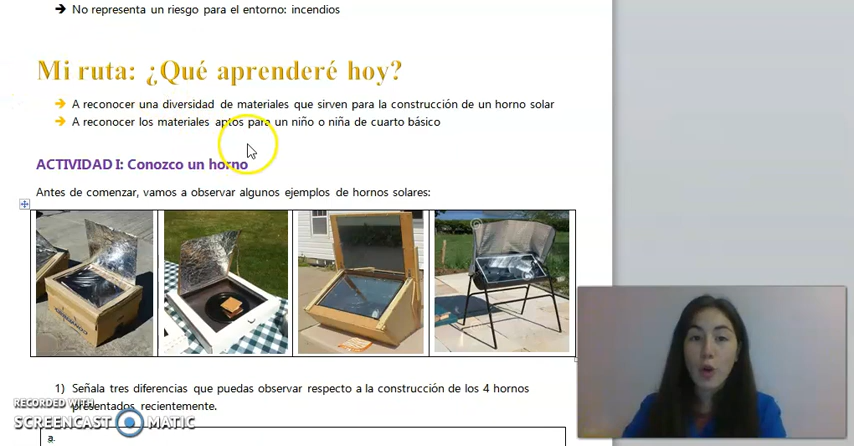 No representa un riesgo para el entorno: incendios
Mi ruta: ¿Qué aprenderé hoy?
A reconocer una diversidad de materiales que sirven para la construcción de un horno solar
A reconocer los materiales aptos para un niño o niña de cuarto básico
ACTIVIDAD I: Conozco un horno
Antes de comenzar, vamos a observar algunos ejemplos de hornos solares:
1) Señala tres diferencias que puedas observar respecto a la construcción de los 4 hornos
presentados recientemente.
RECORDED WITH
SCREENCAST MATIC
a.